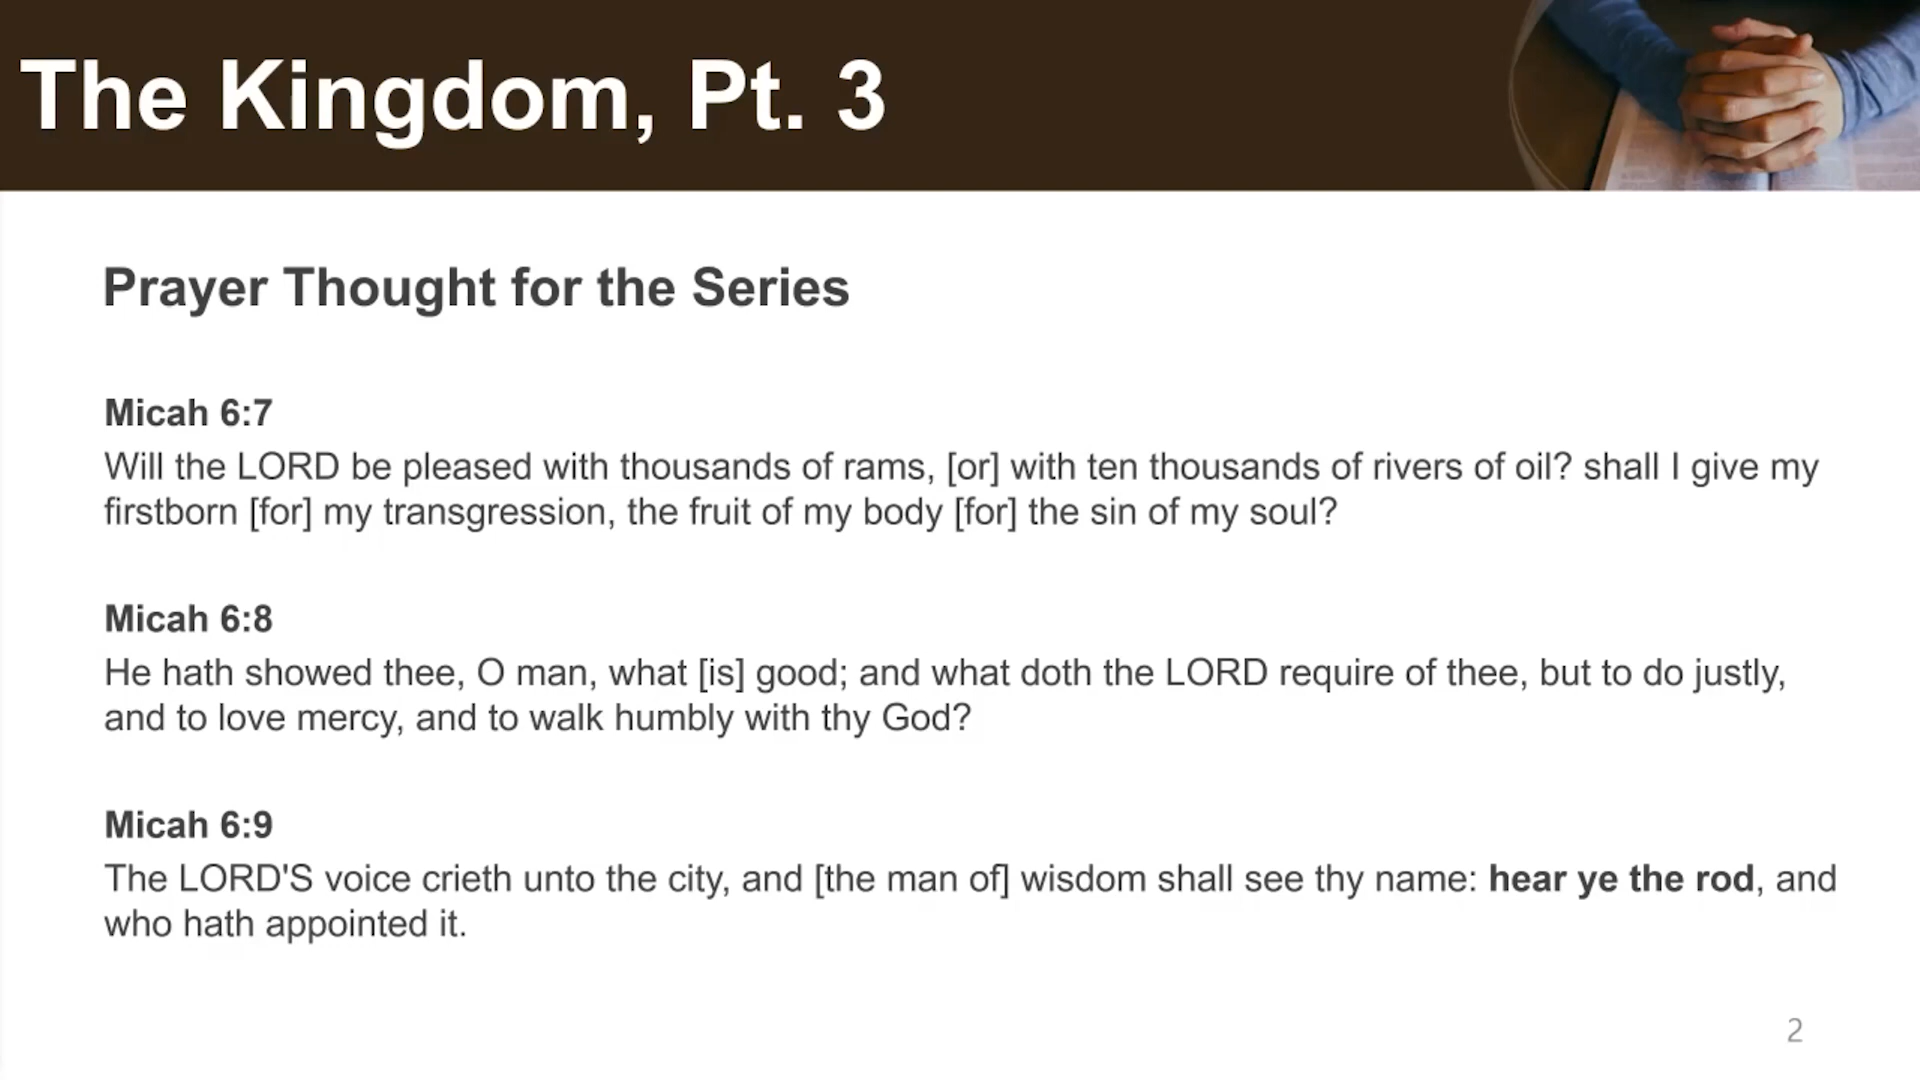 The Kingdom, Pt. 3
Prayer Thought for the Series
Micah 6:7
Will the LORD be pleased with thousands of rams, [or] with ten thousands of rivers of oil? shall I give my
firstborn [for] my transgression, the fruit of my body [for] the sin of my soul?
Micah 6:8
He hath showed thee, O man, what [is] good; and what doth the LORD require of thee, but to do justly,
and to love mercy, and to walk humbly with thy God?
Micah 6:9
The LORD'S voice crieth unto the city, and [the man of] wisdom shall see thy name: hear ye the rod, and
who hath appointed it.
2